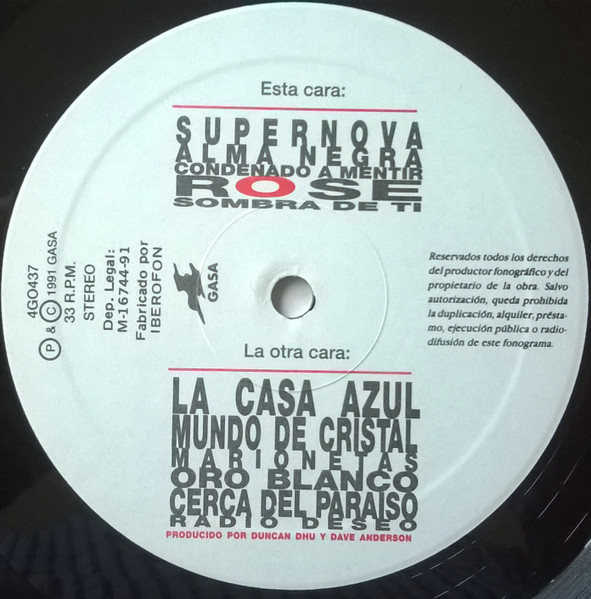 Esta cara:
SUPERNOVA
ALMA NEGRA
CONDENADO A MENTIR
ROSE
SOMBRA DE TI
4G0437
Ⓟ & © 1991 GASA
33 R.P.M.
STEREO
Dep. Legal:
M-16744-91
Fabricado por
IBEROFON
GASA
Reservados todos los derechos
del productor fonográfico y del
propietario de la obra. Salvo
autorización, queda prohibida
la duplicación, alquiler, présta-
mo, ejecución pública o radio-
difusión de este fonograma.
La otra cara:
LA CASA AZUL
MUNDO DE CRISTAL
MARIONETAS
ORO BLANCO
CERCA DEL PARAISO
RADIO DESEO
PRODUCIDO POR DUNCAN DHU Y DAVE ANDERSON